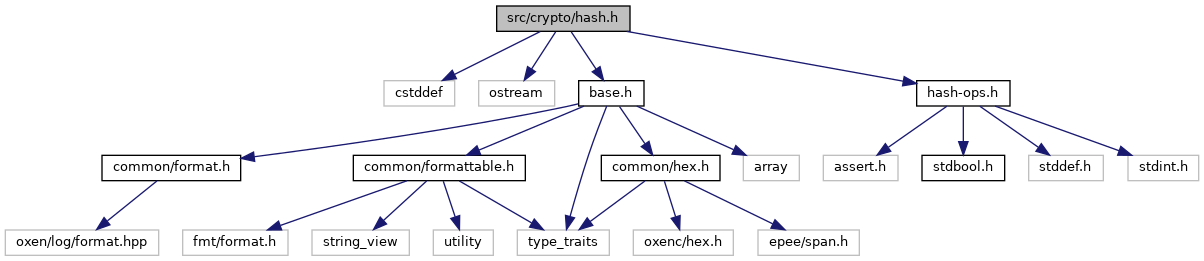 src/crypto/hash.h
cstddef
ostream
base.h
hash-ops.h
common/format.h
common/formattable.h
common/hex.h
array
assert.h
stdbool.h
stddef.h
stdint.h
oxen/log/format.hpp
fmt/format.h
string_view
utility
type_traits
oxenc/hex.h
epee/span.h